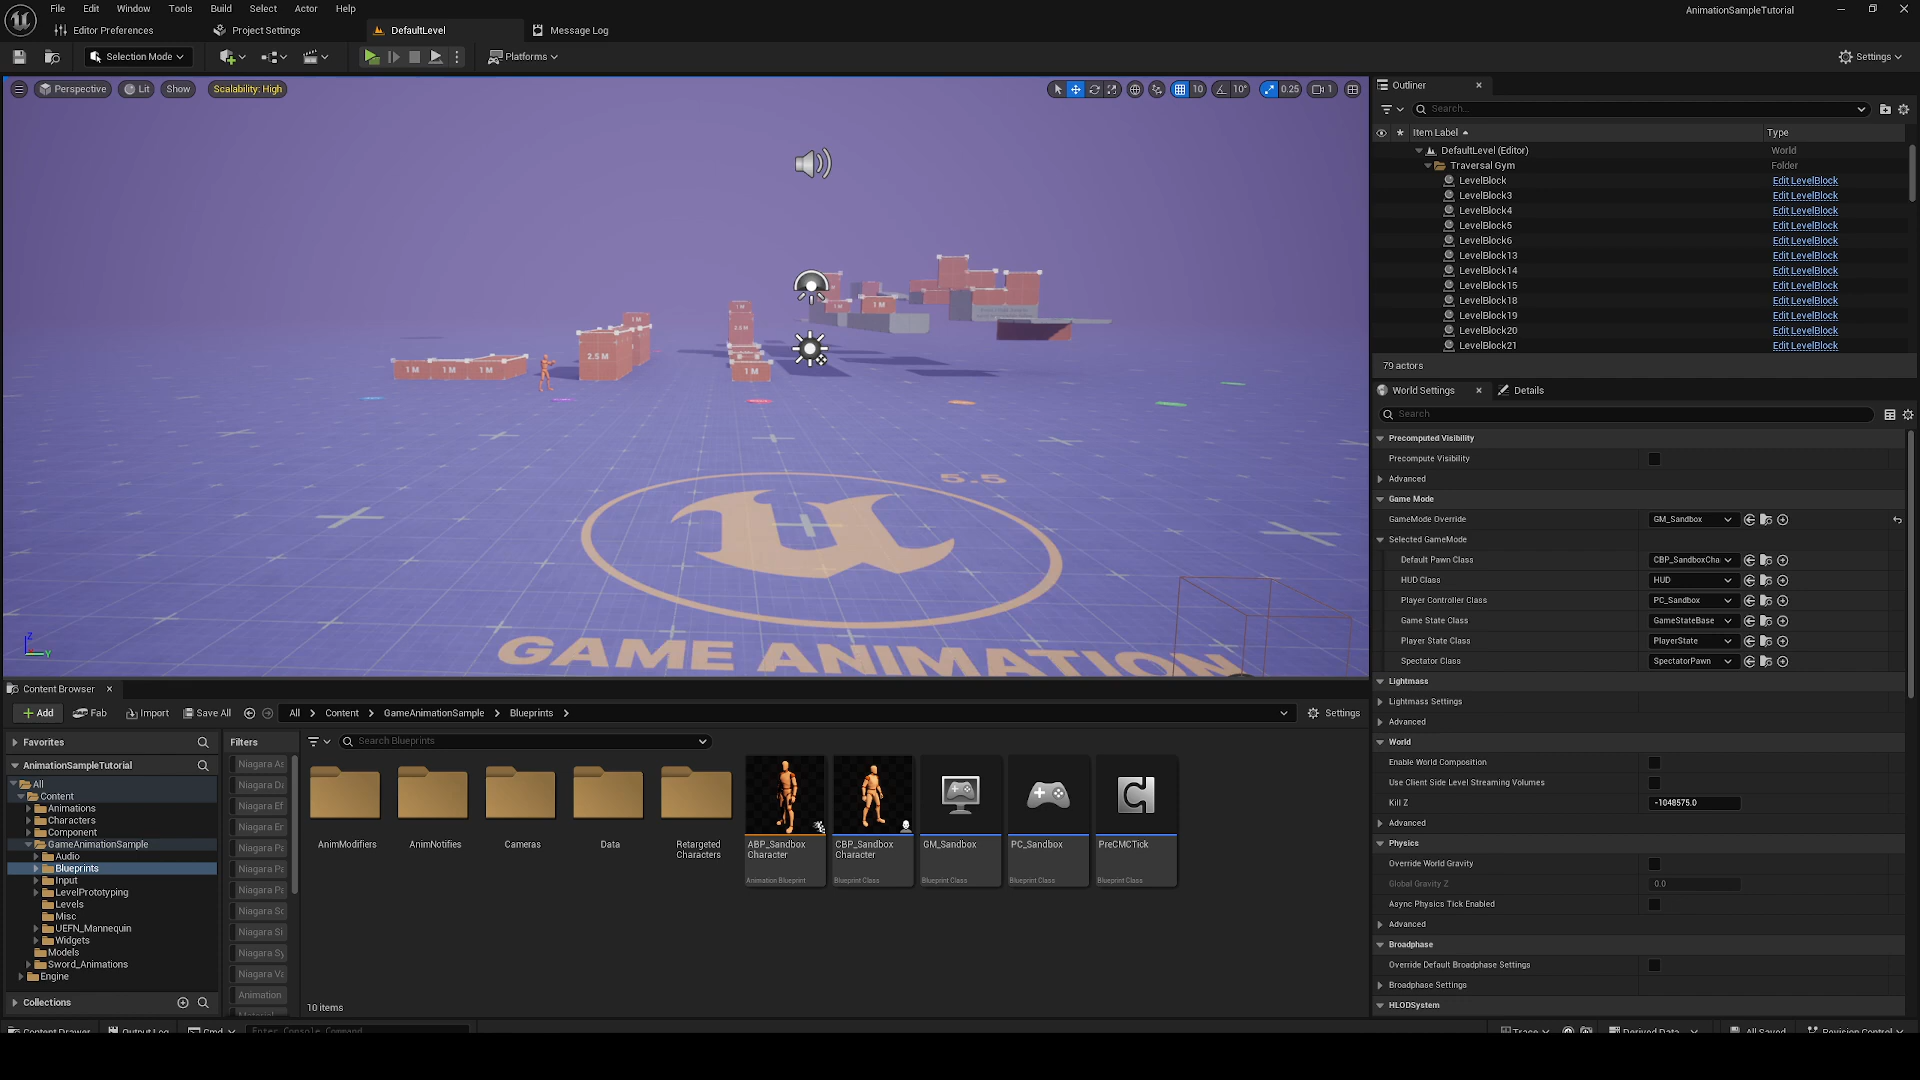 File Edit Window Tools Build Select Actor Help
AnimationSampleTutorial
Editor Preferences
Project Settings
DefaultLevel
Message Log
Selection Mode
Platforms
Settings
Perspective
Lit
Show
Scalability: High
10
10°
0.25
1
1 M
1 M
1 M
2.5 M
1 M
1 M
2.5 M
1 M
1 M
1 M
5.5
GAME ANIMATION
Z
Y
Outliner
Search...
Item Label
Type
DefaultLevel (Editor)
World
Traversal Gym
Folder
LevelBlock
Edit LevelBlock
LevelBlock3
Edit LevelBlock
LevelBlock4
Edit LevelBlock
LevelBlock5
Edit LevelBlock
LevelBlock6
Edit LevelBlock
LevelBlock13
Edit LevelBlock
LevelBlock14
Edit LevelBlock
LevelBlock15
Edit LevelBlock
LevelBlock18
Edit LevelBlock
LevelBlock19
Edit LevelBlock
LevelBlock20
Edit LevelBlock
LevelBlock21
Edit LevelBlock
79 actors
World Settings
Details
Search
Precomputed Visibility
Precompute Visibility
Advanced
Game Mode
GameMode Override
GM_Sandbox
Selected GameMode
Default Pawn Class
CBP_SandboxCha
HUD Class
HUD
Player Controller Class
PC_Sandbox
Game State Class
GameStateBase
Player State Class
PlayerState
Spectator Class
SpectatorPawn
Lightmass
Lightmass Settings
Advanced
World
Enable World Composition
Use Client Side Level Streaming Volumes
Kill Z
-1048575.0
Advanced
Physics
Override World Gravity
Global Gravity Z
0.0
Async Physics Tick Enabled
Advanced
Broadphase
Override Default Broadphase Settings
Broadphase Settings
HLODSystem
Content Browser
Add
Fab
Import
Save All
All > Content > GameAnimationSample > Blueprints >
Settings
Favorites
AnimationSampleTutorial
All
Content
Animations
Characters
Component
GameAnimationSample
Audio
Blueprints
Input
LevelPrototyping
Levels
Misc
UEFN_Mannequin
Widgets
Models
Sword_Animations
Engine
Collections
Filters
Niagara As
Niagara Da
Niagara Ef
Niagara Em
Niagara Pa
Niagara Pa
Niagara Pa
Niagara Sc
Niagara Si
Niagara Sy
Niagara Va
Animation
Material
Search Blueprints
AnimModifiers
AnimNotifies
Cameras
Data
Retargeted
Characters
ABP_Sandbox
Character
Animation Blueprint
CBP_Sandbox
Character
Blueprint Class
GM_Sandbox
Blueprint Class
PC_Sandbox
Blueprint Class
PreCMCTick
Blueprint Class
10 items
Content Drawer
Output Log
Cmd
Enter Console Command
Trace
Derived Data
All Saved
Revision Control